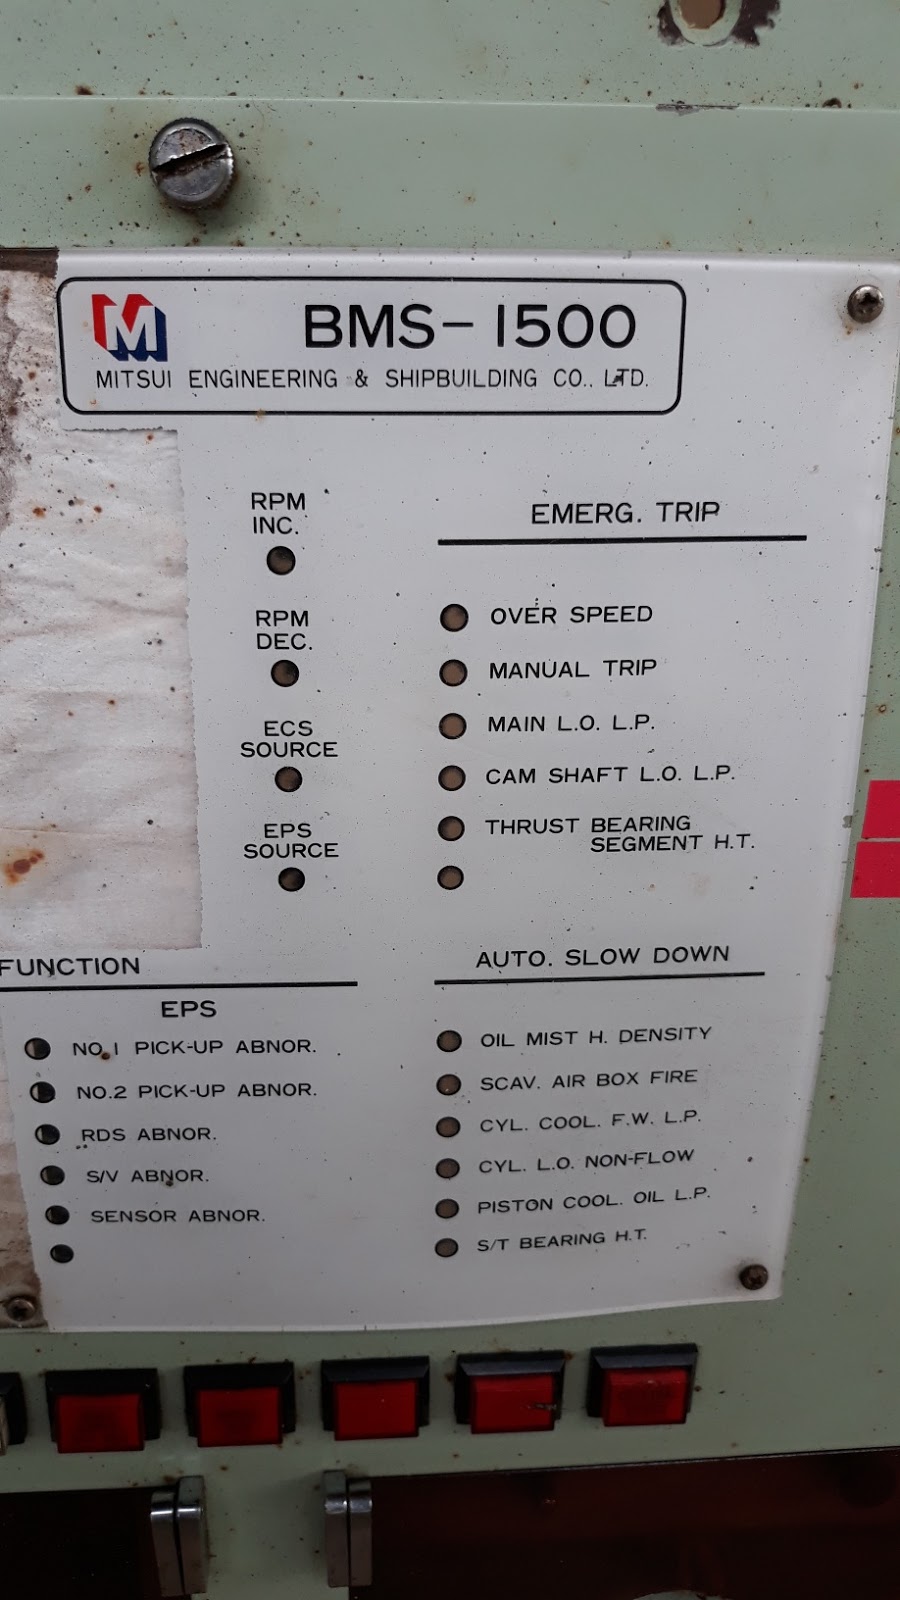 M
BMS-1500
MITSUI ENGINEERING & SHIPBUILDING CO., LTD.
RPM
INC.
RPM
DEC.
ECS
SOURCE
EPS
SOURCE
EMERG. TRIP
OVER SPEED
MANUAL TRIP
MAIN L.O. L.P.
CAM SHAFT L.O. L.P.
THRUST BEARING
SEGMENT H.T.
FUNCTION
EPS
NO.1 PICK-UP ABNOR.
NO.2 PICK-UP ABNOR.
RDS ABNOR.
S/V ABNOR.
SENSOR ABNOR.
AUTO. SLOW DOWN
OIL MIST H. DENSITY
SCAV. AIR BOX FIRE
CYL. COOL. F.W. L.P.
CYL. L.O. NON-FLOW
PISTON COOL. OIL L.P.
S/T BEARING H.T.